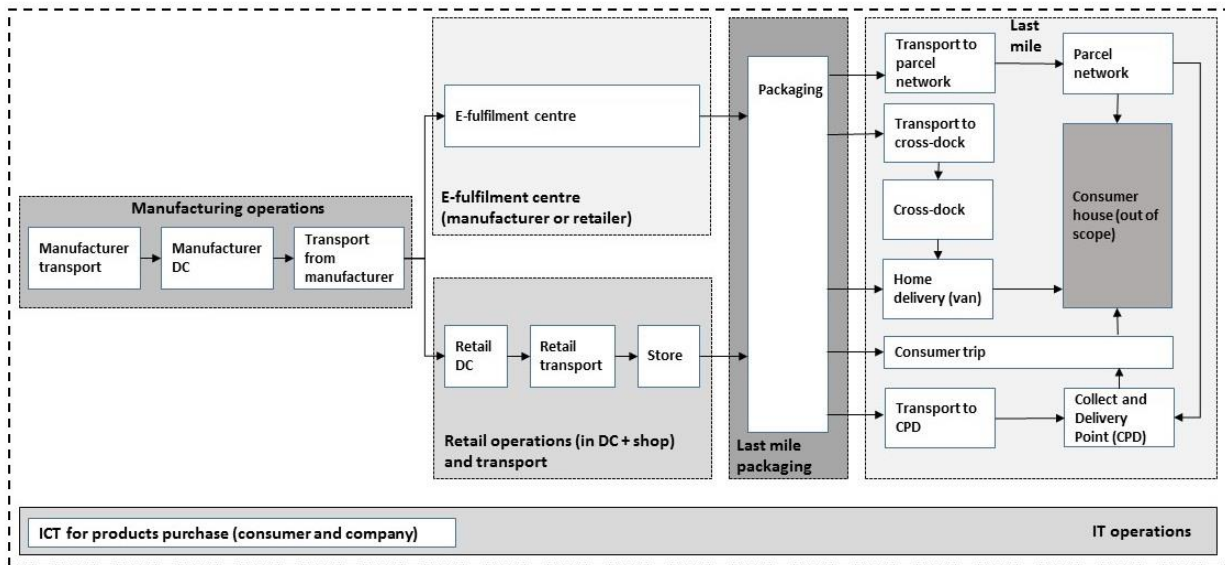 Manufacturing operations
Manufacturer
transport
Manufacturer
DC
Transport
from
manufacturer
E-fulfilment centre
E-fulfilment centre
(manufacturer or retailer)
Retail
DC
Retail
transport
Store
Retail operations (in DC + shop)
and transport
Packaging
Last mile
packaging
Last
mile
Transport to
parcel
network
Parcel
network
Transport to
cross-dock
Cross-dock
Consumer
house (out of
scope)
Home
delivery (van)
Consumer trip
Transport to
CPD
Collect and
Delivery
Point (CPD)
ICT for products purchase (consumer and company)
IT operations